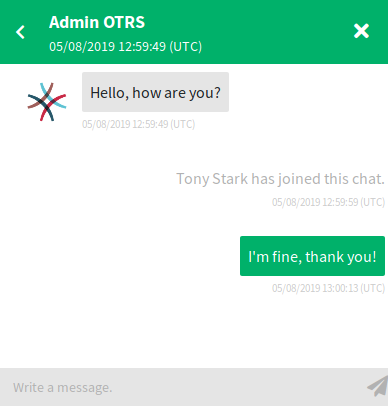 Admin OTRS
05/08/2019 12:59:49 (UTC)
Hello, how are you?
05/08/2019 12:59:49 (UTC)
Tony Stark has joined this chat.
05/08/2019 12:59:59 (UTC)
I'm fine, thank you!
05/08/2019 13:00:13 (UTC)
Write a message.